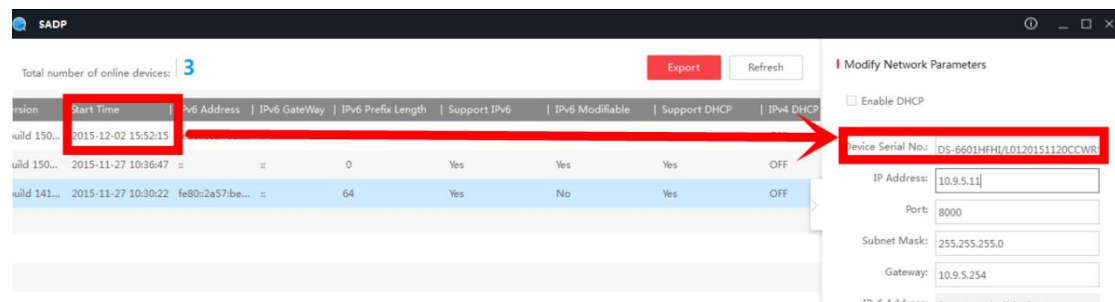 SADP
Total number of online devices: 3
Export
Refresh
ersion | Start Time | Pv6 Address | IPv6 GateWay | IPv6 Prefix Length | Support IPv6 | IPv6 Modifiable | Support DHCP | IPv4 DHCP
uild 150... 2015-12-02 15:52:15
uild 150... 2015-11-27 10:36:47 :: :: 0 Yes Yes Yes OFF
uild 141... 2015-11-27 10:30:22 fe80::2a57:be... :: 64 Yes No Yes OFF
Modify Network Parameters
Enable DHCP
Device Serial No.: DS-6601HFHI/L0120151120CCWR
IP Address: 10.9.5.11
Port: 8000
Subnet Mask: 255.255.255.0
Gateway: 10.9.5.254